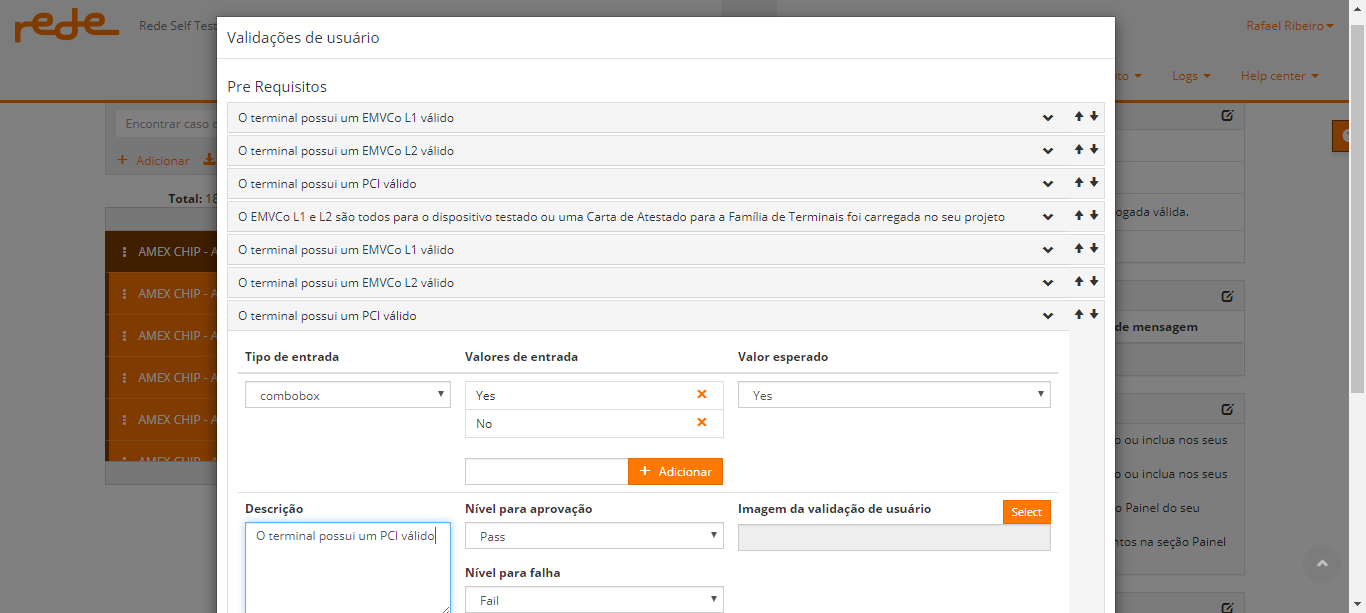 rede
Rede Self Test
Rafael Ribeiro
Logs
Help center
Validações de usuário
Pre Requisitos
O terminal possui um EMVCo L1 válido
O terminal possui um EMVCo L2 válido
O terminal possui um PCI válido
O EMVCo L1 e L2 são todos para o dispositivo testado ou uma Carta de Atestado para a Família de Terminais foi carregada no seu projeto
O terminal possui um EMVCo L1 válido
O terminal possui um EMVCo L2 válido
O terminal possui um PCI válido
Tipo de entrada
Valores de entrada
Valor esperado
combobox
Yes
Yes
No
+ Adicionar
Descrição
Nível para aprovação
Imagem da validação de usuário
Select
O terminal possui um PCI válido
Pass
Nível para falha
Fail
Encontrar caso
+ Adicionar
Total: 18
AMEX CHIP - A
AMEX CHIP - A
AMEX CHIP - A
AMEX CHIP - A
AMEX CHIP - A
AMEX CHIP - A
ogada válida.
de mensagem
o ou inclua nos seus
o ou inclua nos seus
o Painel do seu
ntos na seção Painel